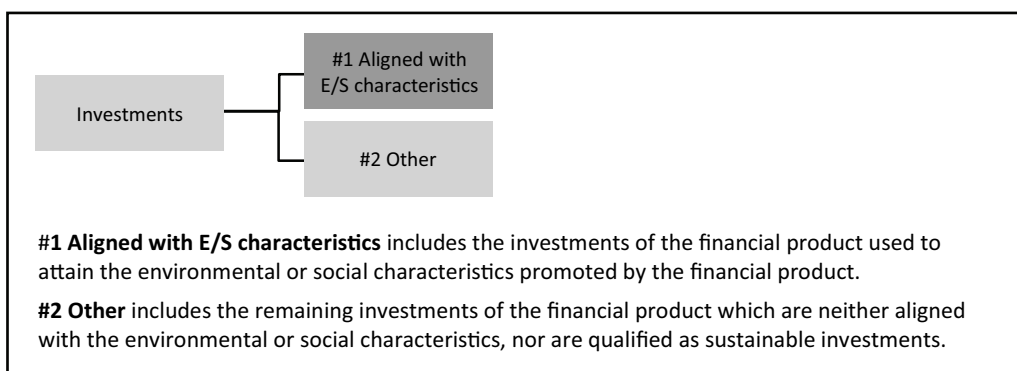 #1 Aligned with
E/S characteristics
Investments
#2 Other
#1 Aligned with E/S characteristics includes the investments of the financial product used to
attain the environmental or social characteristics promoted by the financial product.
#2 Other includes the remaining investments of the financial product which are neither aligned
with the environmental or social characteristics, nor are qualified as sustainable investments.